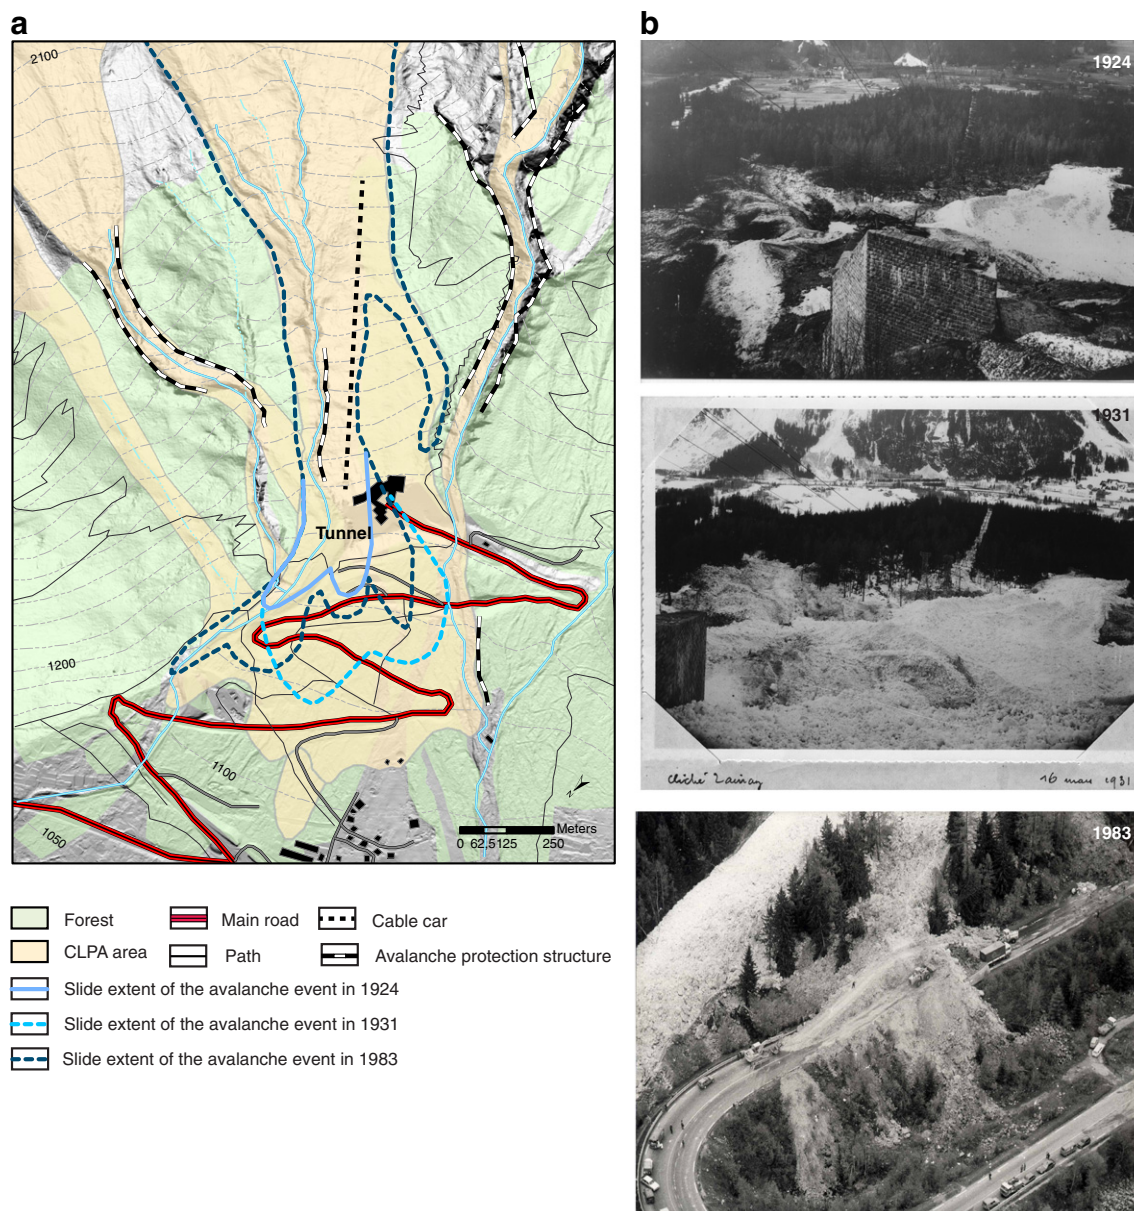 a
2100
Tunnel
1200
1100
1050
N
Meters
0 62,5125 250
Forest
Main road
Cable car
CLPA area
Path
Avalanche protection structure
Slide extent of the avalanche event in 1924
Slide extent of the avalanche event in 1931
Slide extent of the avalanche event in 1983
b
1924
1931
16 mars 1931
1983